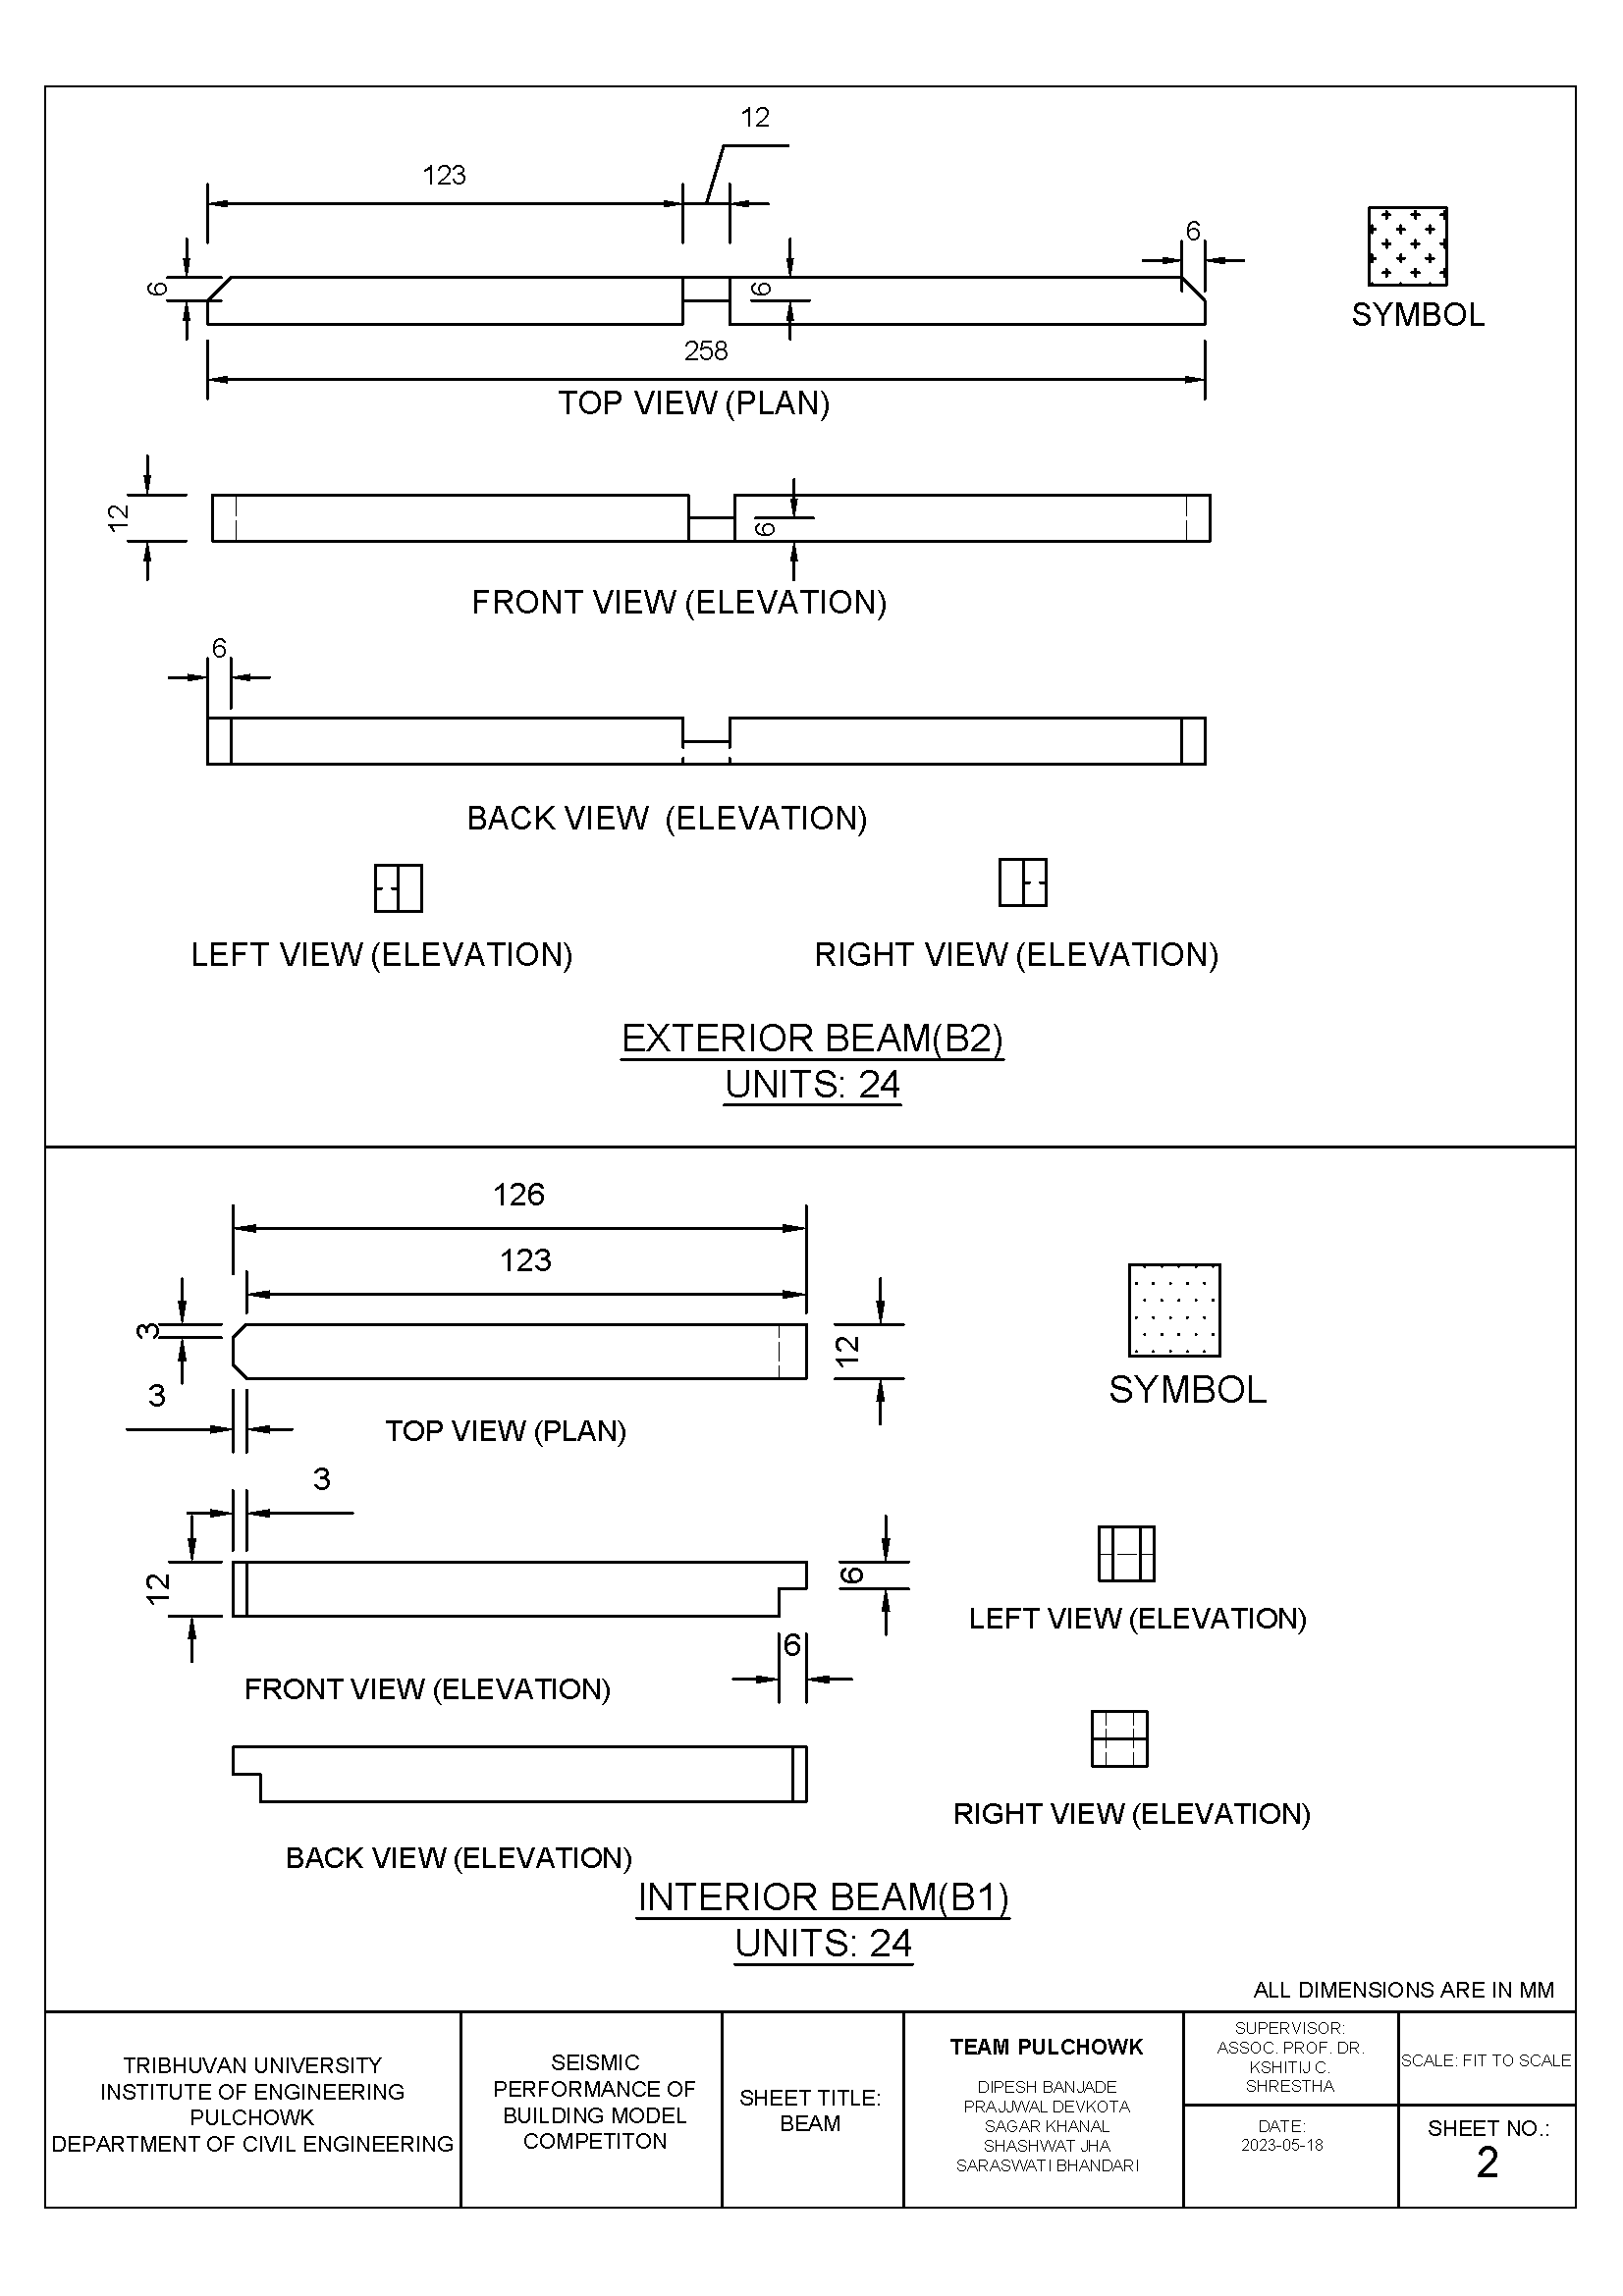 12
123
6
6
6
SYMBOL
258
TOP VIEW (PLAN)
12
6
FRONT VIEW (ELEVATION)
6
BACK VIEW (ELEVATION)
LEFT VIEW (ELEVATION)
RIGHT VIEW (ELEVATION)
EXTERIOR BEAM(B2)
UNITS: 24
126
123
3
12
3
SYMBOL
TOP VIEW (PLAN)
3
12
6
LEFT VIEW (ELEVATION)
6
FRONT VIEW (ELEVATION)
RIGHT VIEW (ELEVATION)
BACK VIEW (ELEVATION)
INTERIOR BEAM(B1)
UNITS: 24
ALL DIMENSIONS ARE IN MM
TRIBHUVAN UNIVERSITY
INSTITUTE OF ENGINEERING
PULCHOWK
DEPARTMENT OF CIVIL ENGINEERING
SEISMIC
PERFORMANCE OF
BUILDING MODEL
COMPETITON
SHEET TITLE:
BEAM
TEAM PULCHOWK
DIPESH BANJADE
PRAJJWAL DEVKOTA
SAGAR KHANAL
SHASHWAT JHA
SARASWATI BHANDARI
SUPERVISOR:
ASSOC. PROF. DR.
KSHITIJ C.
SHRESTHA
DATE:
2023-05-18
SCALE: FIT TO SCALE
SHEET NO.:
2